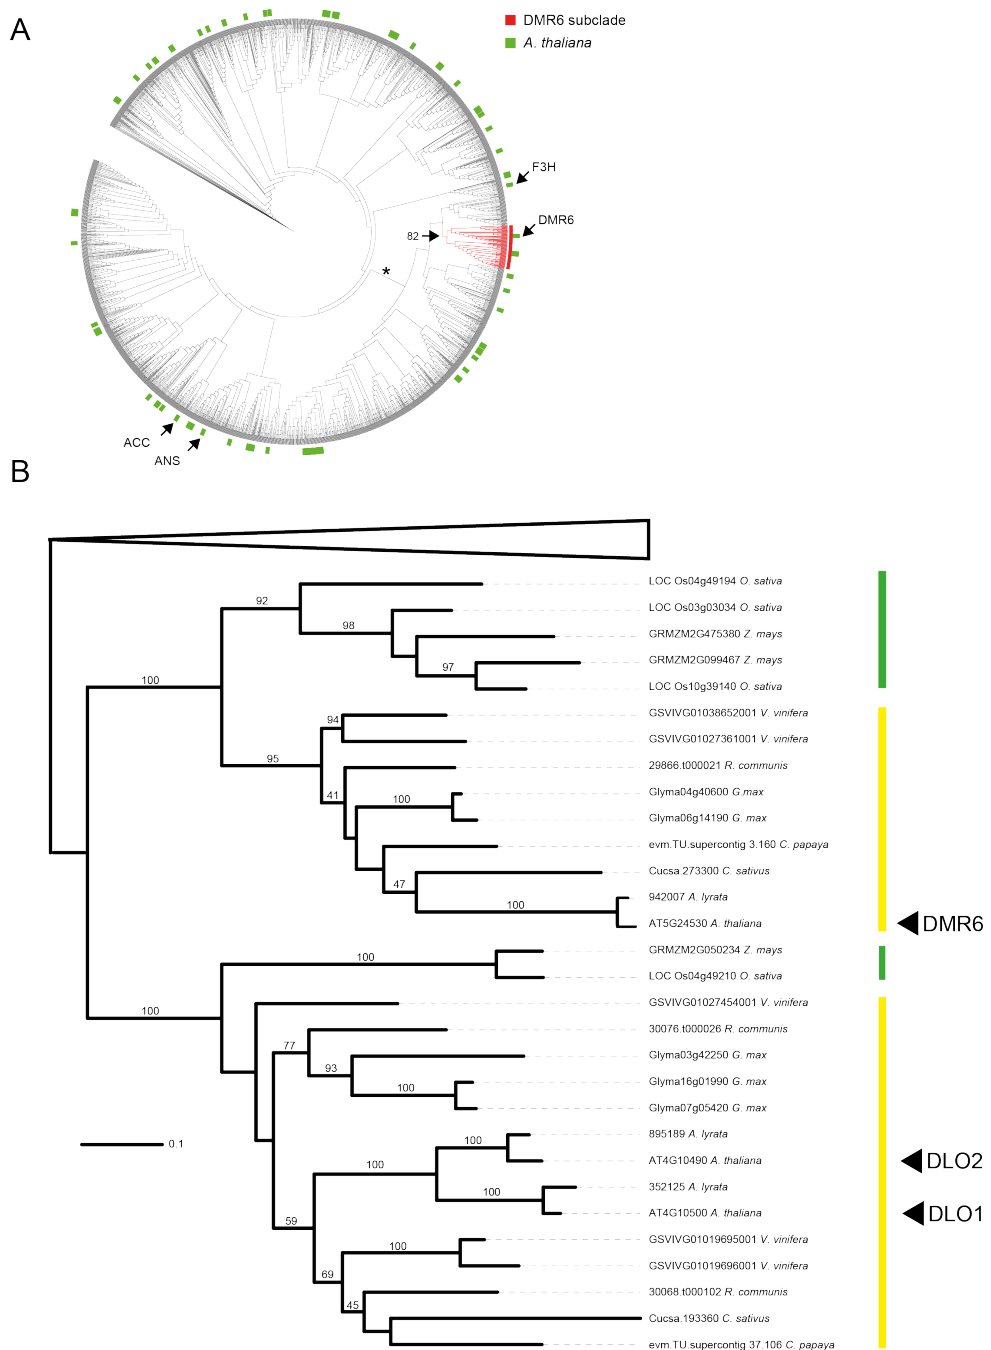 A
DMR6 subclade
A. thaliana
F3H
DMR6
82
*
ACC
ANS
B
LOC Os04g49194 O. sativa
92
LOC Os03g03034 O. sativa
98
GRMZM2G475380 Z. mays
GRMZM2G099467 Z. mays
97
100
LOC Os10g39140 O. sativa
GSVIVG01038652001 V. vinifera
94
GSVIVG01027361001 V. vinifera
95
29866.t000021 R. communis
41
Glyma04g40600 G.max
100
Glyma06g14190 G. max
evm.TU.supercontig 3.160 C. papaya
Cucsa.273300 C. sativus
47
942007 A. lyrata
100
AT5G24530 A. thaliana
DMR6
GRMZM2G050234 Z. mays
100
LOC Os04g49210 O. sativa
GSVIVG01027454001 V. vinifera
100
30076.t000026 R. communis
77
Glyma03g42250 G. max
93
Glyma16g01990 G. max
100
Glyma07g05420 G. max
895189 A. lyrata
0.1
100
AT4G10490 A. thaliana
DLO2
100
352125 A. lyrata
100
AT4G10500 A. thaliana
DLO1
59
GSVIVG01019695001 V. vinifera
100
GSVIVG01019696001 V. vinifera
69
30068.t000102 R. communis
45
Cucsa.193360 C. sativus
evm.TU.supercontig 37.106 C. papaya